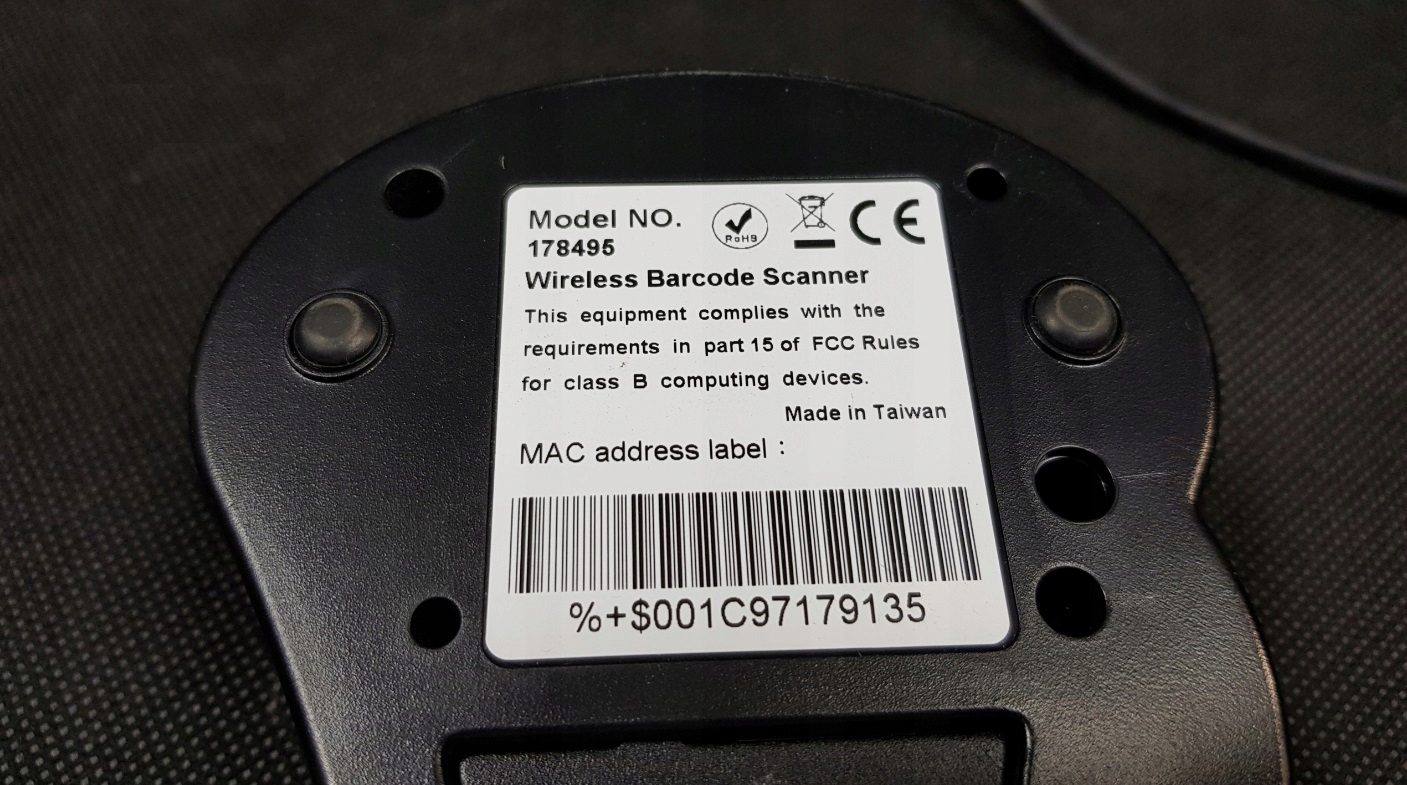 Model NO.
178495
RoHS
CE
Wireless Barcode Scanner
This equipment complies with the
requirements in part 15 of FCC Rules
for class B computing devices.
Made in Taiwan
MAC address label :
%+$001C97179135